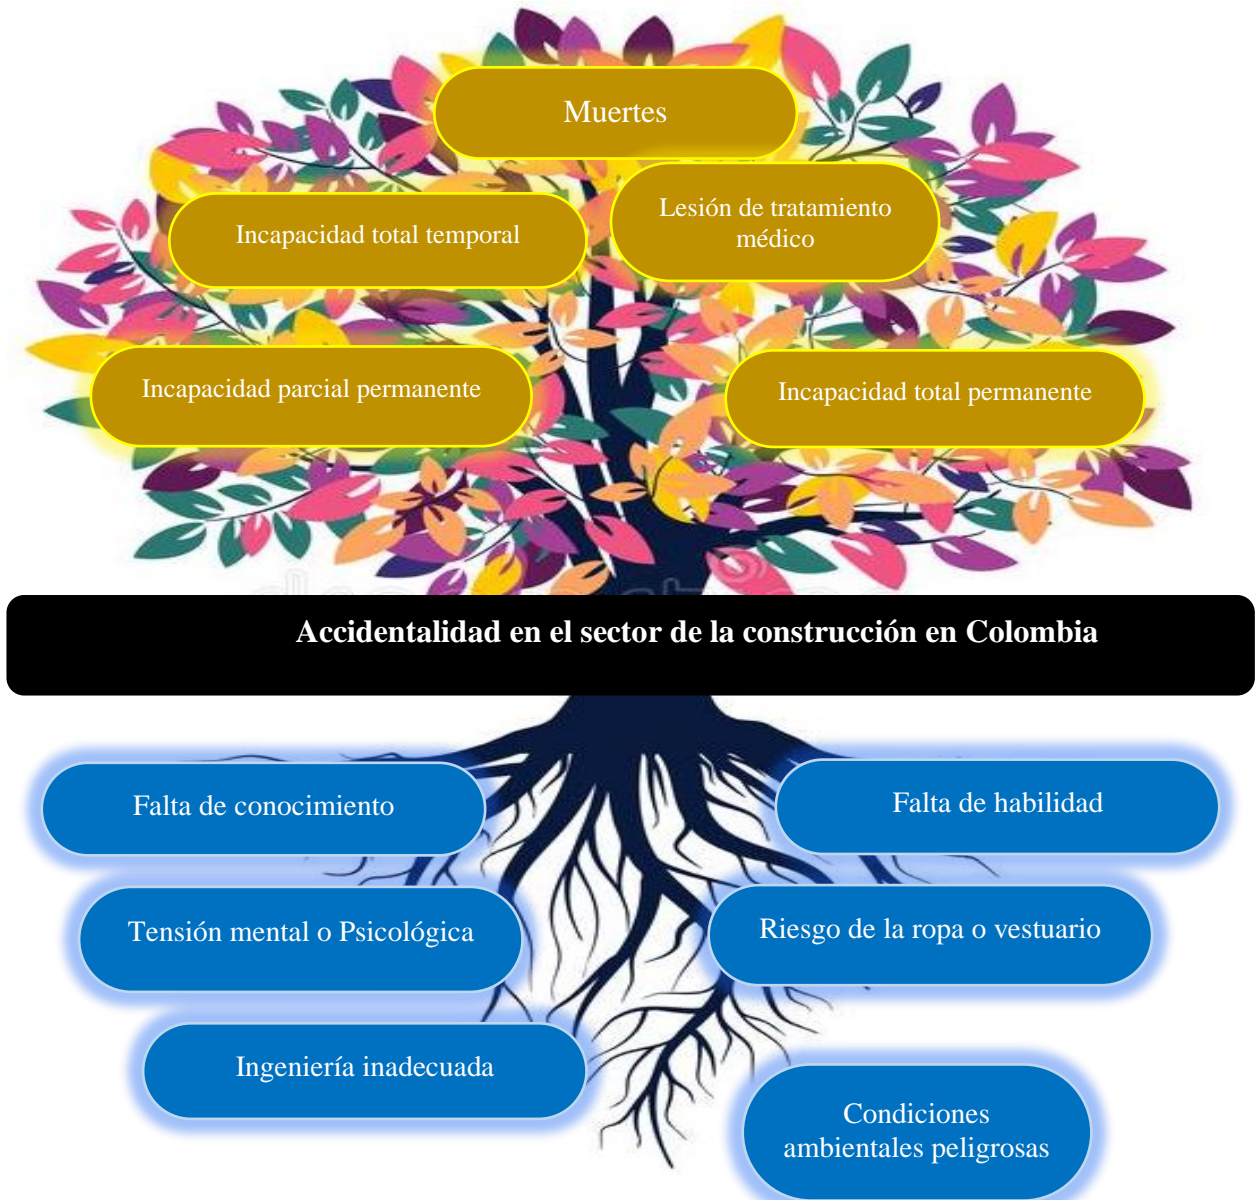 Muertes
Incapacidad total temporal
Lesión de tratamiento
médico
Incapacidad parcial permanente
Incapacidad total permanente
Accidentalidad en el sector de la construcción en Colombia
Falta de conocimiento
Falta de habilidad
Tensión mental o Psicológica
Riesgo de la ropa o vestuario
Ingeniería inadecuada
Condiciones
ambientales peligrosas